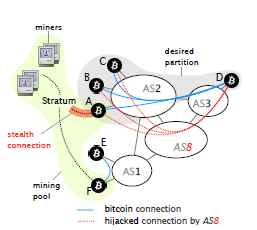 miners
desired
partition
C
B
D
AS2
AS3
Stratum
A
stealth
connection
AS8
E
mining
pool
AS1
F
bitcoin connection
hijacked connection by AS8